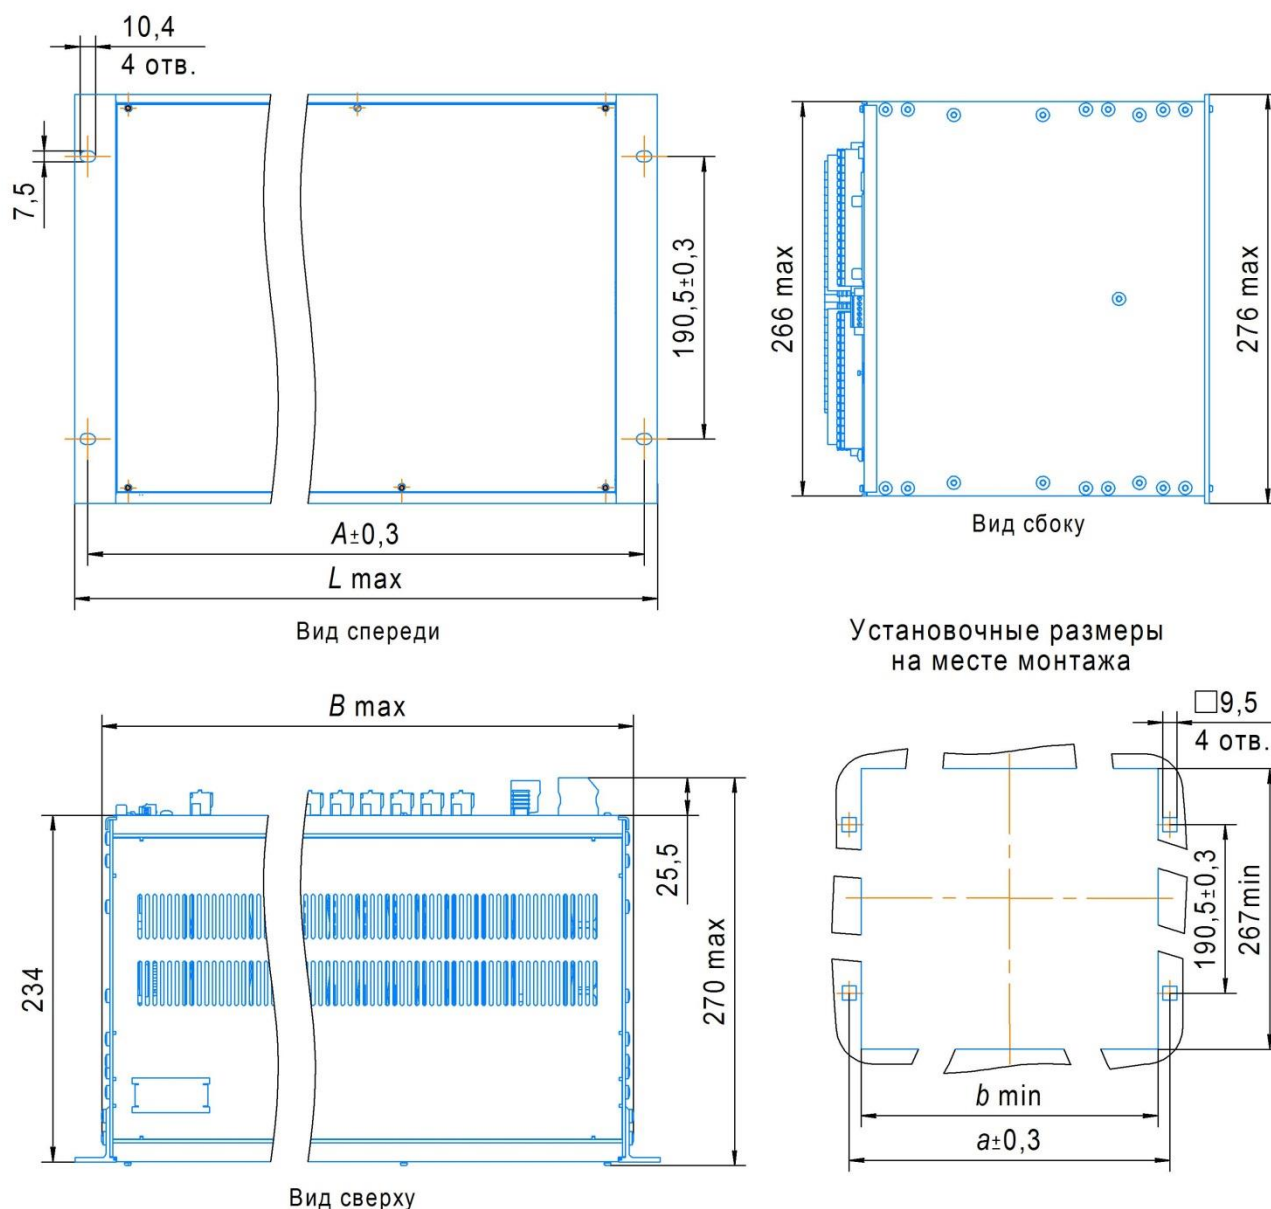 10,4
4 отв.
7,5
190,5±0,3
A±0,3
L max
Вид спереди
266 max
276 max
Вид сбоку
B max
25,5
234
270 max
Вид сверху
Установочные размеры
на месте монтажа
□9,5
4 отв.
190,5±0,3
267min
b min
a±0,3